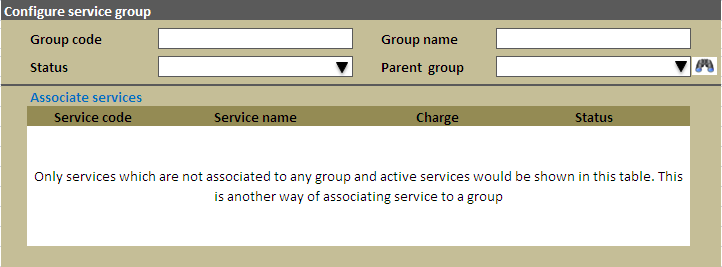 Configure service group
Group code Group name
Status Parent group
Associate services
Service code Service name Charge Status
Only services which are not associated to any group and active services would be shown in this table. This
is another way of associating service to a group